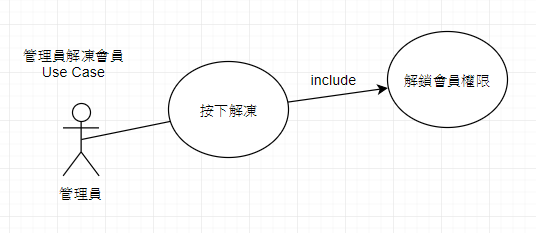 管理員解凍會員
Use Case
管理員
按下解凍
include
解鎖會員權限